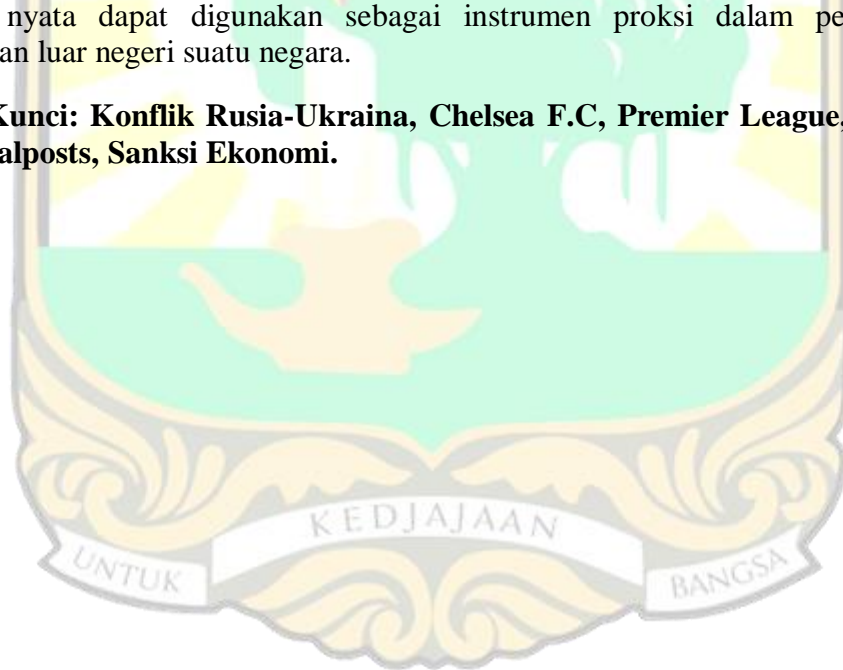 nyata dapat digunakan sebagai instrumen proksi dalam
an luar negeri suatu negara.
Kunci: Konflik Rusia-Ukraina, Chelsea F.C, Premier League,
alposts, Sanksi Ekonomi.
UNTUK KEDJAJAAN BANGSA